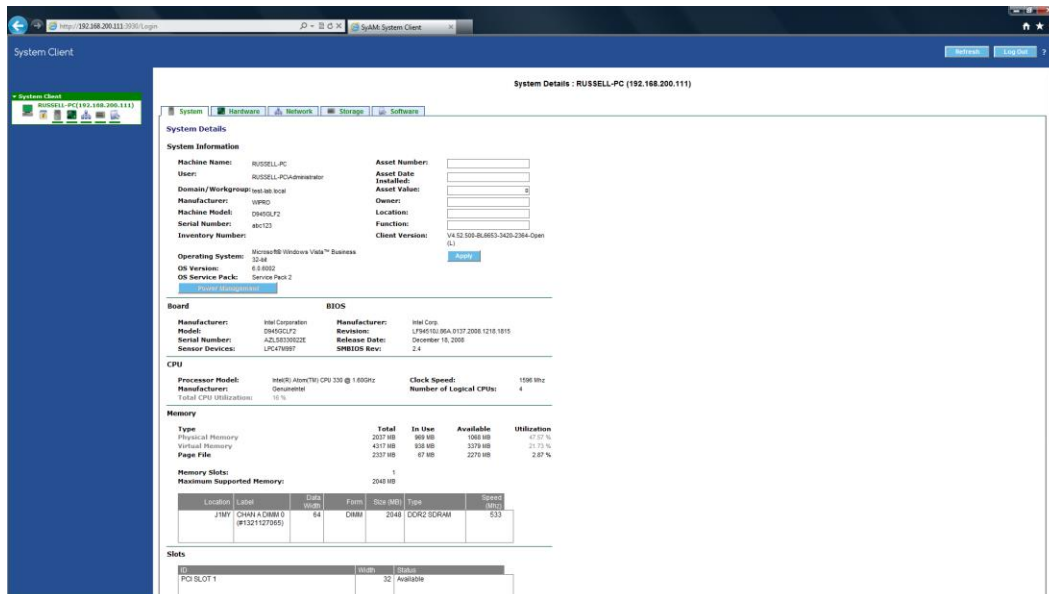 http://192.168.200.111:3930/Login
SyAM: System Client
System Client
Refresh
Log Out
?
System Details : RUSSELL-PC (192.168.200.111)
System Client
RUSSELL-PC(192.168.200.111)
System Hardware Network Storage Software
System Details
System Information
Machine Name: RUSSELL-PC Asset Number:
User: RUSSELL-PC\Administrator Asset Date Installed:
Domain/Workgroup: test-lab.local Asset Value: 0
Manufacturer: WIPRO Owner:
Machine Model: D945GLF2 Location:
Serial Number: abc123 Function:
Inventory Number: Client Version: V4.52.500-BL6653-3420-2364-Open (L)
Operating System: Microsoft® Windows Vista™ Business 32-bit
Apply
OS Version: 6.0.6002
OS Service Pack: Service Pack 2
Power Management
Board BIOS
Manufacturer: Intel Corporation Manufacturer: Intel Corp.
Model: D945GCLF2 Revision: LF94510J.86A.0137.2008.1218.1815
Serial Number: AZLS8330022E Release Date: December 18, 2008
Sensor Devices: LPC47M997 SMBIOS Rev: 2.4
CPU
Processor Model: Intel(R) Atom(TM) CPU 330 @ 1.60GHz Clock Speed: 1596 Mhz
Manufacturer: GenuineIntel Number of Logical CPUs: 4
Total CPU Utilization: 16 %
Memory
Type Total In Use Available Utilization
Physical Memory 2037 MB 969 MB 1068 MB 47.57 %
Virtual Memory 4317 MB 938 MB 3379 MB 21.73 %
Page File 2337 MB 67 MB 2270 MB 2.87 %
Memory Slots: 1
Maximum Supported Memory: 2048 MB
Location Label Data Width Form Size (MB) Type Speed (Mhz)
J1MY CHAN A DIMM 0 (#1321127065) 64 DIMM 2048 DDR2 SDRAM 533
Slots
ID Width Status
PCI SLOT 1 32 Available